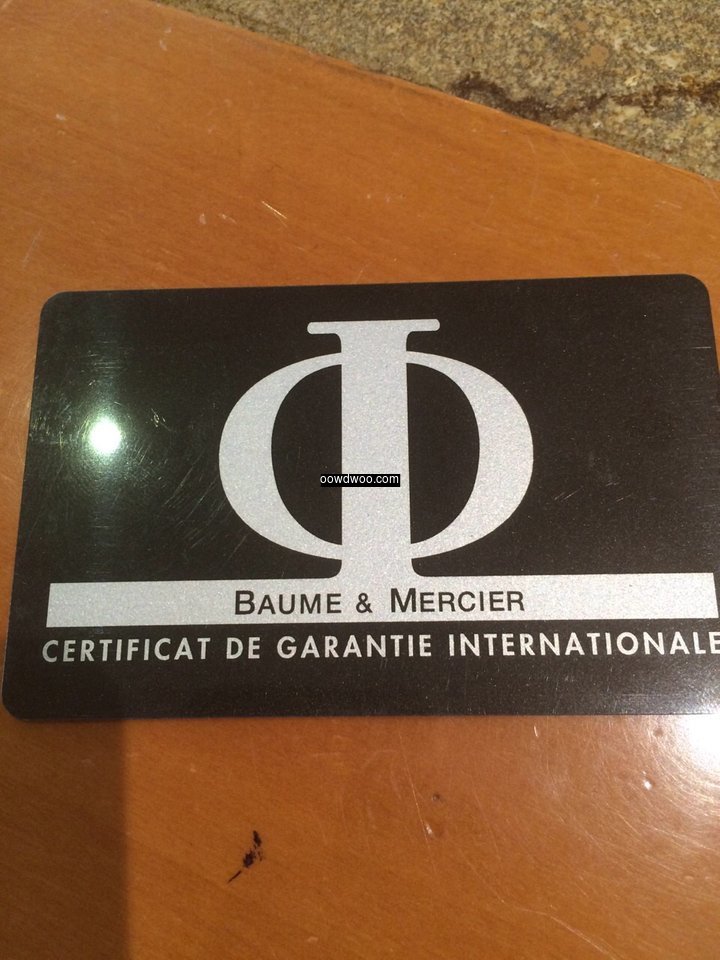 oowdwoo.com
BAUME & MERCIER
CERTIFICAT DE GARANTIE INTERNATIONALE